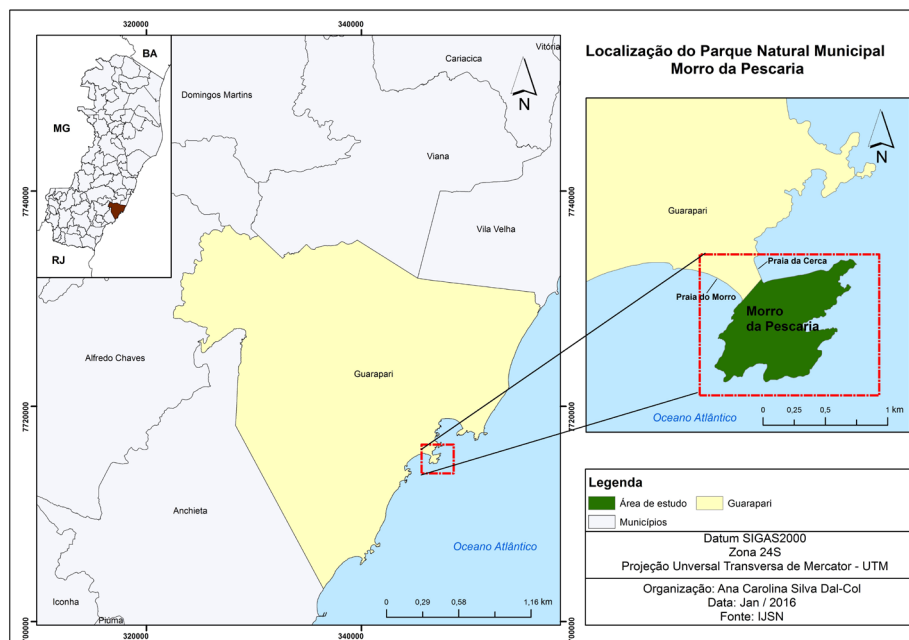 320000
340000
BA
MG
RJ
Cariacica
Vitória
Domingos Martins
N
Viana
Vila Velha
7740000
Alfredo Chaves
Guarapari
7720000
Anchieta
Oceano Atlântico
Iconha
Piúma
0 0,29 0,58 1,16 km
320000
340000
Localização do Parque Natural Municipal
Morro da Pescaria
N
7740000
Guarapari
Praia da Cerca
Praia do Morro
Morro
da Pescaria
7720000
Oceano Atlântico
0 0,25 0,5 1 km
Legenda
Área de estudo
Guarapari
Municípios
Datum SIGAS2000
Zona 24S
Projeção Unversal Transversa de Mercator - UTM
Organização: Ana Carolina Silva Dal-Col
Data: Jan / 2016
Fonte: IJSN